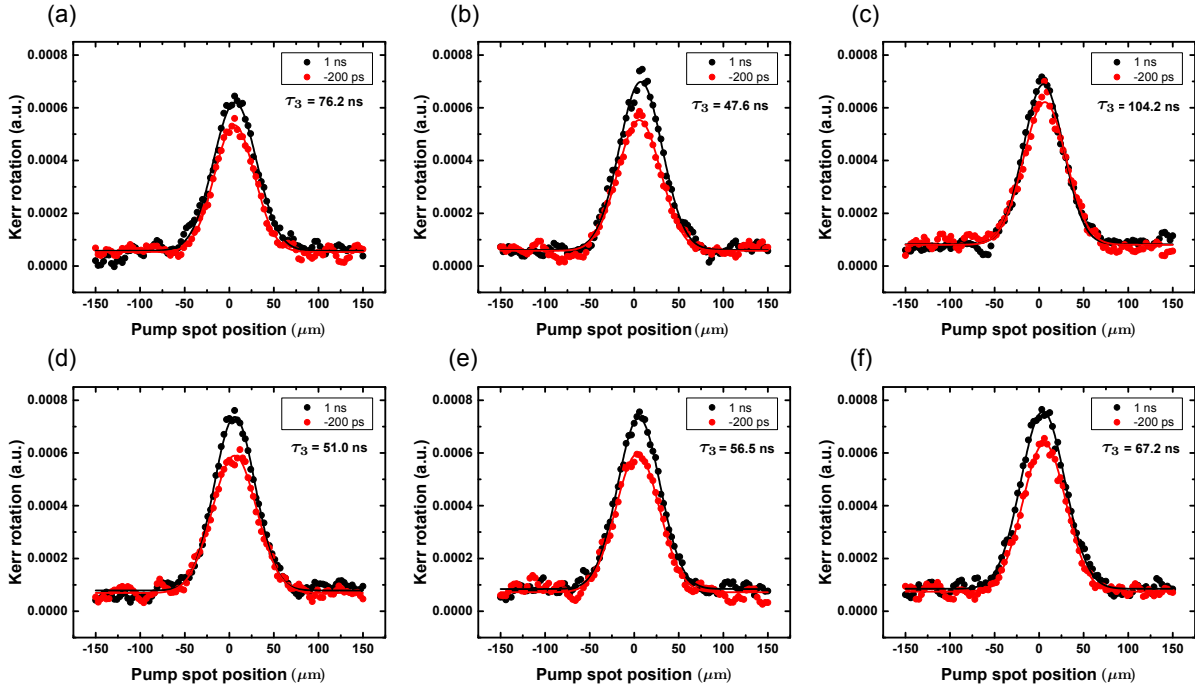 (a)
0.0008
0.0006
0.0004
0.0002
0.0000
Kerr rotation (a.u.)
1 ns
-200 ps
τ3 = 76.2 ns
-150 -100 -50 0 50 100 150
Pump spot position (μm)
(b)
0.0008
0.0006
0.0004
0.0002
0.0000
Kerr rotation (a.u.)
1 ns
-200 ps
τ3 = 47.6 ns
-150 -100 -50 0 50 100 150
Pump spot position (μm)
(c)
0.0008
0.0006
0.0004
0.0002
0.0000
Kerr rotation (a.u.)
1 ns
-200 ps
τ3 = 104.2 ns
-150 -100 -50 0 50 100 150
Pump spot position (μm)
(d)
0.0008
0.0006
0.0004
0.0002
0.0000
Kerr rotation (a.u.)
1 ns
-200 ps
τ3 = 51.0 ns
-150 -100 -50 0 50 100 150
Pump spot position (μm)
(e)
0.0008
0.0006
0.0004
0.0002
0.0000
Kerr rotation (a.u.)
1 ns
-200 ps
τ3 = 56.5 ns
-150 -100 -50 0 50 100 150
Pump spot position (μm)
(f)
0.0008
0.0006
0.0004
0.0002
0.0000
Kerr rotation (a.u.)
1 ns
-200 ps
τ3 = 67.2 ns
-150 -100 -50 0 50 100 150
Pump spot position (μm)